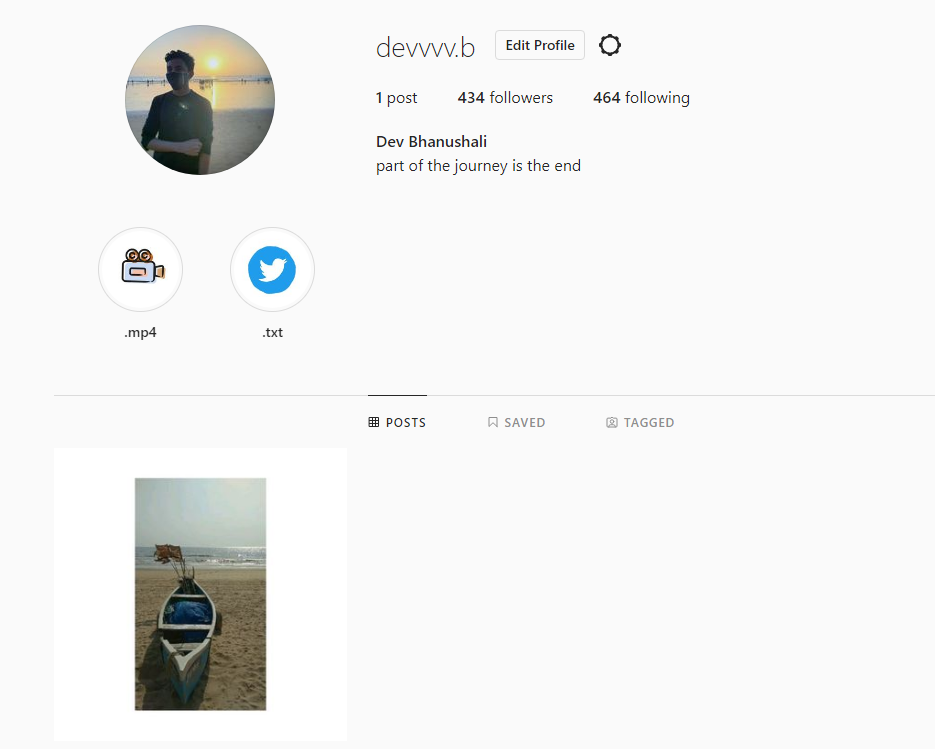 devvvv.b Edit Profile
1 post 434 followers 464 following
Dev Bhanushali
part of the journey is the end
.mp4 .txt
POSTS SAVED TAGGED